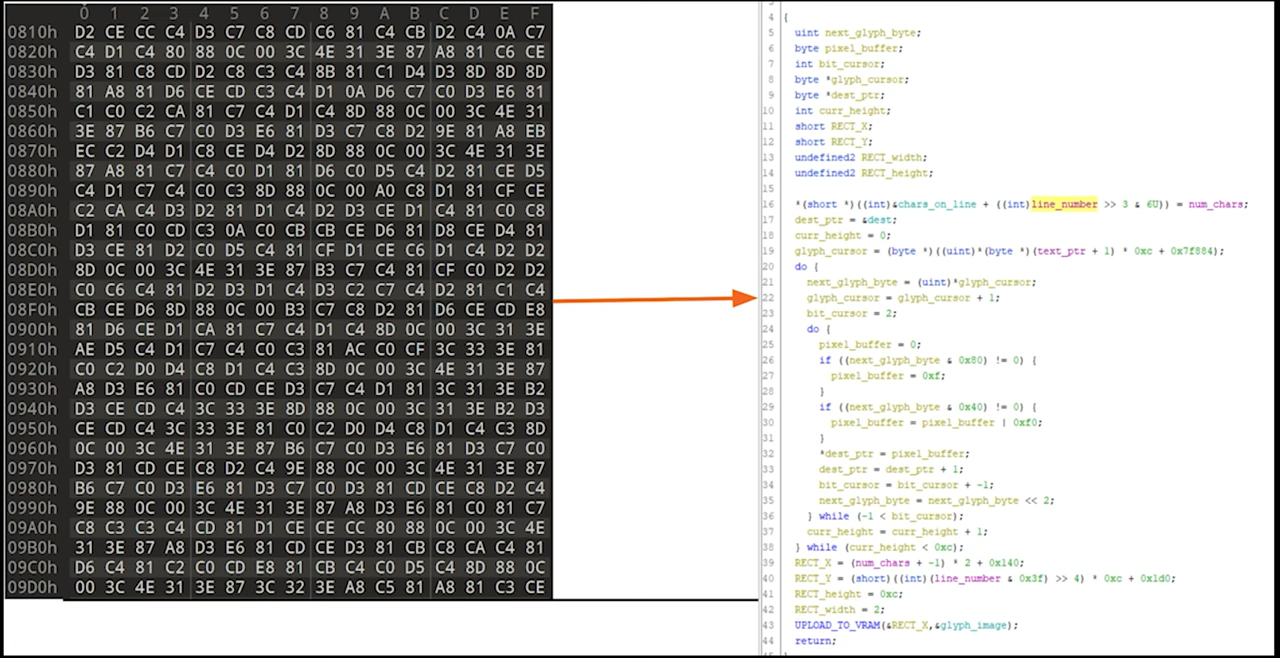 0 1 2 3 4 5 6 7 8 9 A B C D E F
0810h D2 CE CC C4 D3 C7 C8 CD C6 81 C4 CB D2 C4 0A C7
0820h C4 D1 C4 80 88 0C 00 3C 4E 31 3E 87 A8 81 C6 CE
0830h D3 81 C8 CD D2 C8 C3 C4 8B 81 C1 D4 D3 8D 8D 8D
0840h 81 A8 81 D6 CE CD C3 C4 D1 0A D6 C7 C0 D3 E6 81
0850h C1 C0 C2 CA 81 C7 C4 D1 C4 8D 88 0C 00 3C 4E 31
0860h 3E 87 B6 C7 C0 D3 E6 81 D3 C7 C8 D2 9E 81 A8 EB
0870h EC C2 D4 D1 C8 CE D4 D2 8D 88 0C 00 3C 4E 31 3E
0880h 87 A8 81 C7 C4 C0 D1 81 D6 C0 D5 C4 D2 81 CE D5
0890h C4 D1 C7 C4 C0 C3 8D 88 0C 00 A0 C8 D1 81 CF CE
08A0h C2 CA C4 D3 D2 81 D1 C4 D2 D3 CE D1 C4 81 C0 C8
08B0h D1 81 C0 CD C3 0A C0 CB CB CE D6 81 D8 CE D4 81
08C0h D3 CE 81 D2 C0 D5 C4 81 CF D1 CE C6 D1 C4 D2 D2
08D0h 8D 0C 00 3C 4E 31 3E 87 B3 C7 C4 81 CF C0 D2 D2
08E0h C0 C6 C4 81 D2 D3 D1 C4 D3 C2 C7 C4 D2 81 C1 C4
08F0h CB CE D6 8D 88 0C 00 B3 C7 C8 D2 81 D6 CE CD E8
0900h 81 D6 CE D1 CA 81 C7 C4 D1 C4 8D 0C 00 3C 31 3E
0910h AE D5 C4 D1 C7 C4 C0 C3 81 AC C0 CF 3C 33 3E 81
0920h C0 C2 D0 D4 C8 D1 C4 C3 8D 0C 00 3C 4E 31 3E 87
0930h A8 D3 E6 81 C0 CD CE D3 C7 C4 D1 81 3C 31 3E B2
0940h D3 CE CD C4 3C 33 3E 8D 88 0C 00 3C 31 3E B2 D3
0950h CE CD C4 3C 33 3E 81 C0 C2 D0 D4 C8 D1 C4 C3 8D
0960h 0C 00 3C 4E 31 3E 87 B6 C7 C0 D3 E6 81 D3 C7 C0
0970h D3 81 CD CE C8 D2 C4 9E 88 0C 00 3C 4E 31 3E 87
0980h B6 C7 C0 D3 E6 81 D3 C7 C0 D3 81 CD CE C8 D2 C4
0990h 9E 88 0C 00 3C 4E 31 3E 87 A8 D3 E6 81 C0 81 C7
09A0h C8 C3 C3 C4 CD 81 D1 CE CE CC 80 88 0C 00 3C 4E
09B0h 31 3E 87 A8 D3 E6 81 CD CE D3 81 CB C8 CA C4 81
09C0h D6 C4 81 C2 C0 CD E8 81 CB C4 C0 D5 C4 8D 88 0C
09D0h 00 3C 4E 31 3E 87 3C 32 3E A8 C5 81 A8 81 C3 CE
4 {
5 uint next_glyph_byte;
6 byte pixel_buffer;
7 int bit_cursor;
8 byte *glyph_cursor;
9 byte *dest_ptr;
10 int curr_height;
11 short RECT_X;
12 short RECT_Y;
13 undefined2 RECT_width;
14 undefined2 RECT_height;
15
16 *(short *)((int)&chars_on_line + ((int)line_number >> 3 & 6U)) = num_chars;
17 dest_ptr = &dest;
18 curr_height = 0;
19 glyph_cursor = (byte *)((uint)*(byte *)(text_ptr + 1) * 0xc + 0x7f884);
20 do {
21 next_glyph_byte = (uint)*glyph_cursor;
22 glyph_cursor = glyph_cursor + 1;
23 bit_cursor = 2;
24 do {
25 pixel_buffer = 0;
26 if ((next_glyph_byte & 0x80) != 0) {
27 pixel_buffer = 0xf;
28 }
29 if ((next_glyph_byte & 0x40) != 0) {
30 pixel_buffer = pixel_buffer | 0xf0;
31 }
32 *dest_ptr = pixel_buffer;
33 dest_ptr = dest_ptr + 1;
34 bit_cursor = bit_cursor + -1;
35 next_glyph_byte = next_glyph_byte << 2;
36 } while (-1 < bit_cursor);
37 curr_height = curr_height + 1;
38 } while (curr_height < 0xc);
39 RECT_X = (num_chars + -1) * 2 + 0x140;
40 RECT_Y = (short)((int)(line_number & 0x3f) >> 4) * 0xc + 0x1d0;
41 RECT_height = 0xc;
42 RECT_width = 2;
43 UPLOAD_TO_VRAM(&RECT_X,&glyph_image);
44 return;